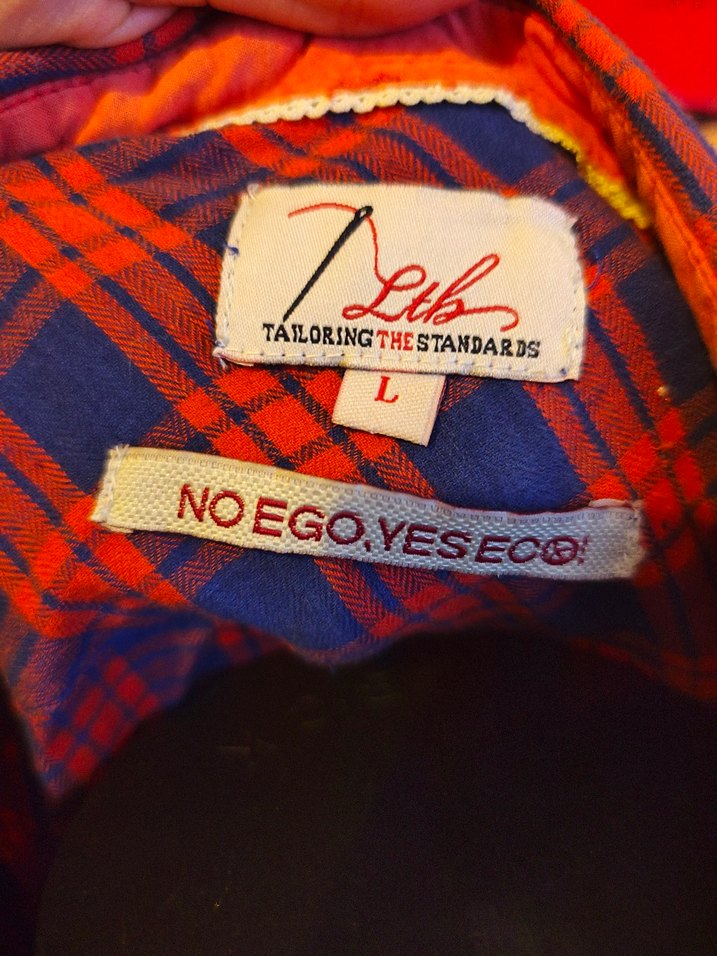 Ltb
TAILORING THE STANDARDS
L
NO EGO, YES ECO!